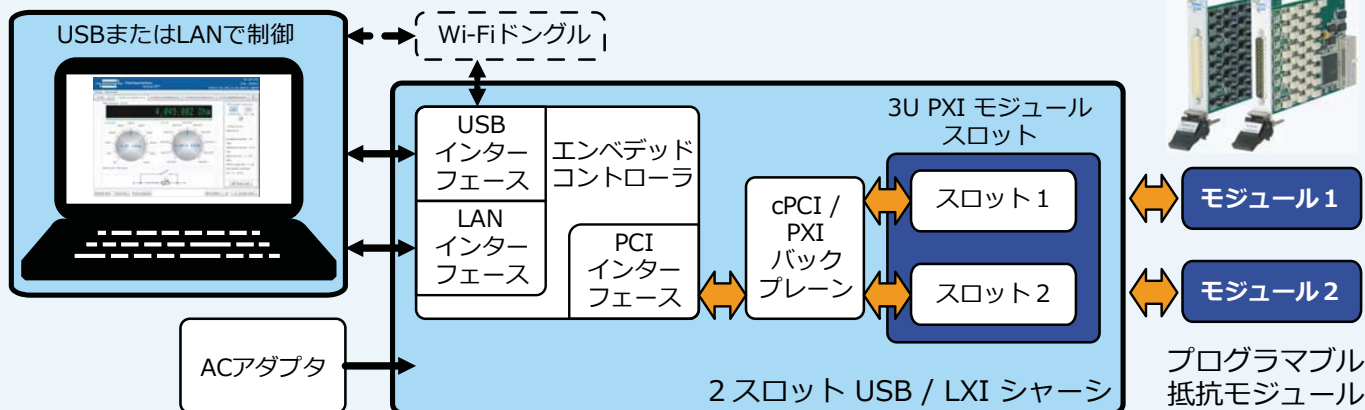 USBまたはLANで制御
Wi-Fiドングル
USB
インター
フェース
エンベデッド
コントローラ
LAN
インター
フェース
PCI
インター
フェース
cPCI /
PXI
バック
プレーン
3U PXI モジュール
スロット
スロット1
スロット2
モジュール1
モジュール2
ACアダプタ
2スロット USB / LXI シャーシ
プログラマブル
抵抗モジュール